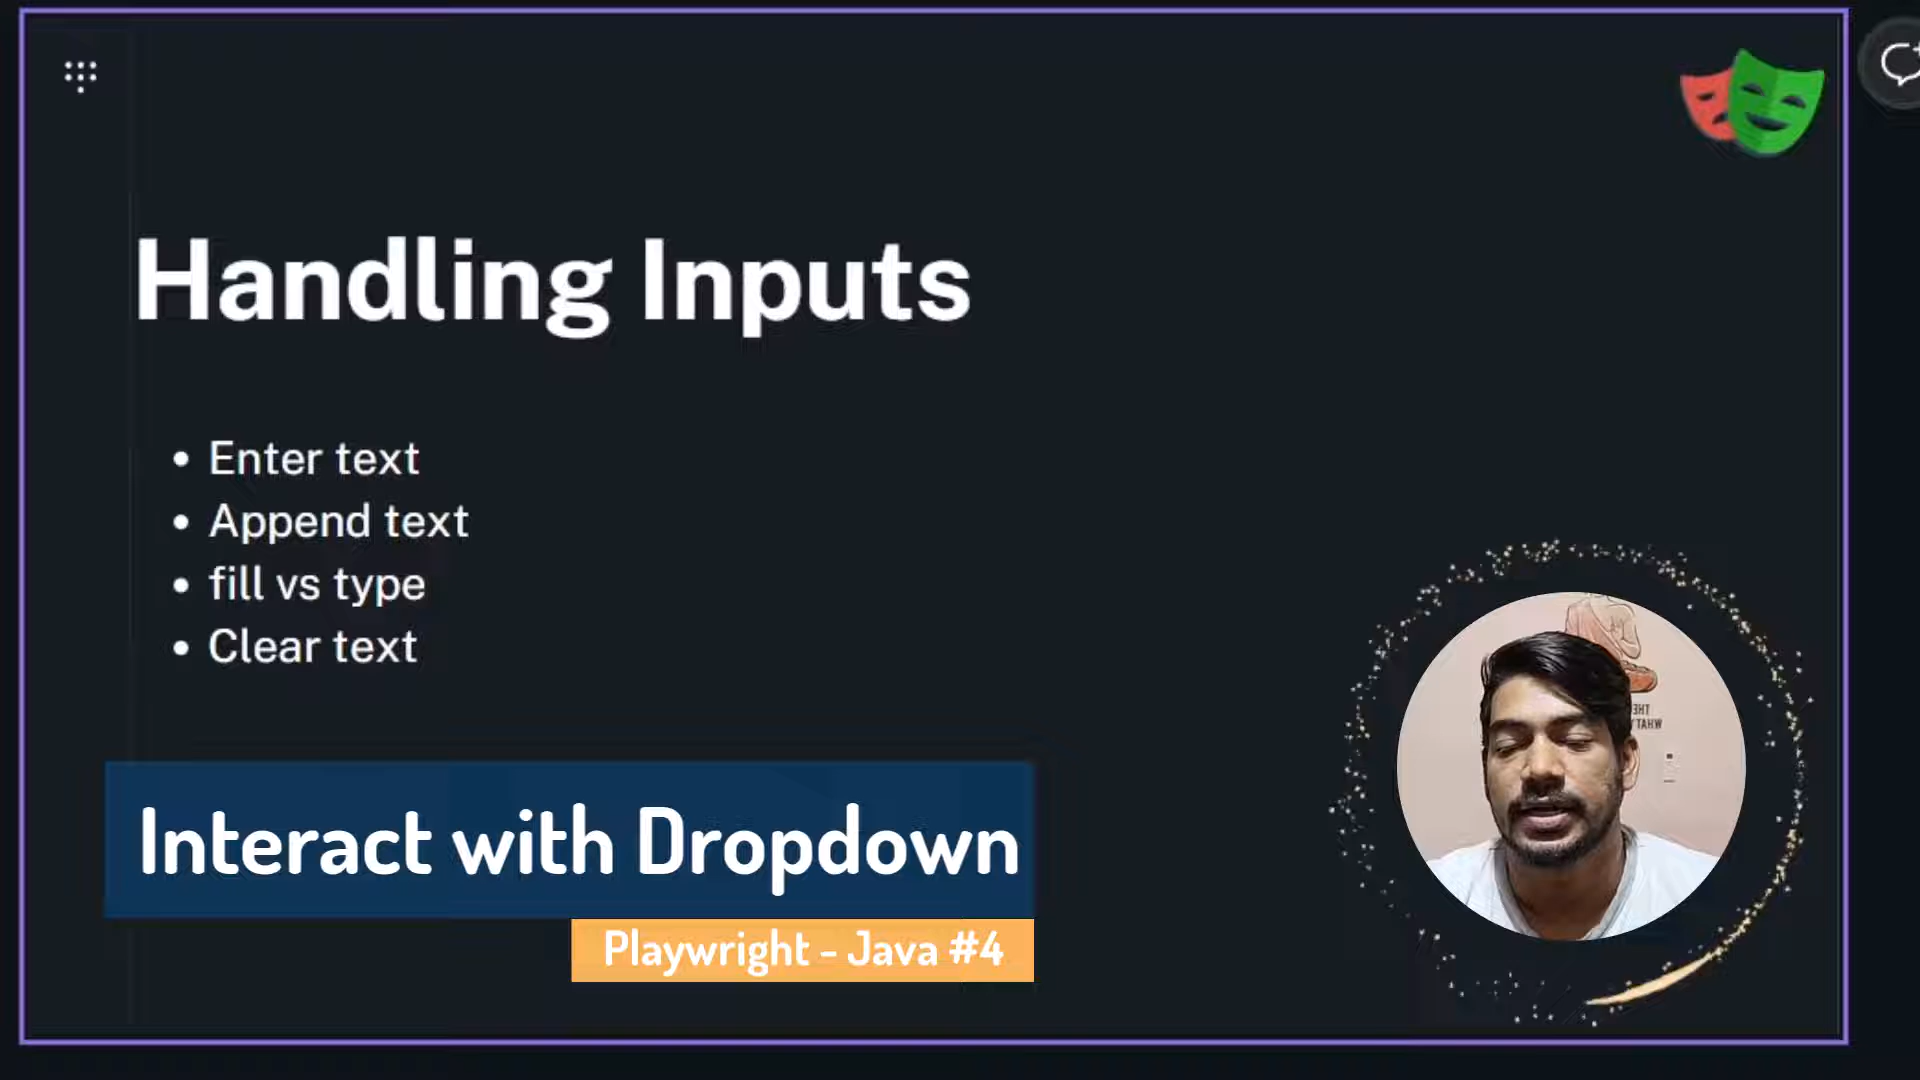 Handling Inputs
• Enter text
• Append text
• fill vs type
• Clear text
Interact with Dropdown
Playwright - Java #4